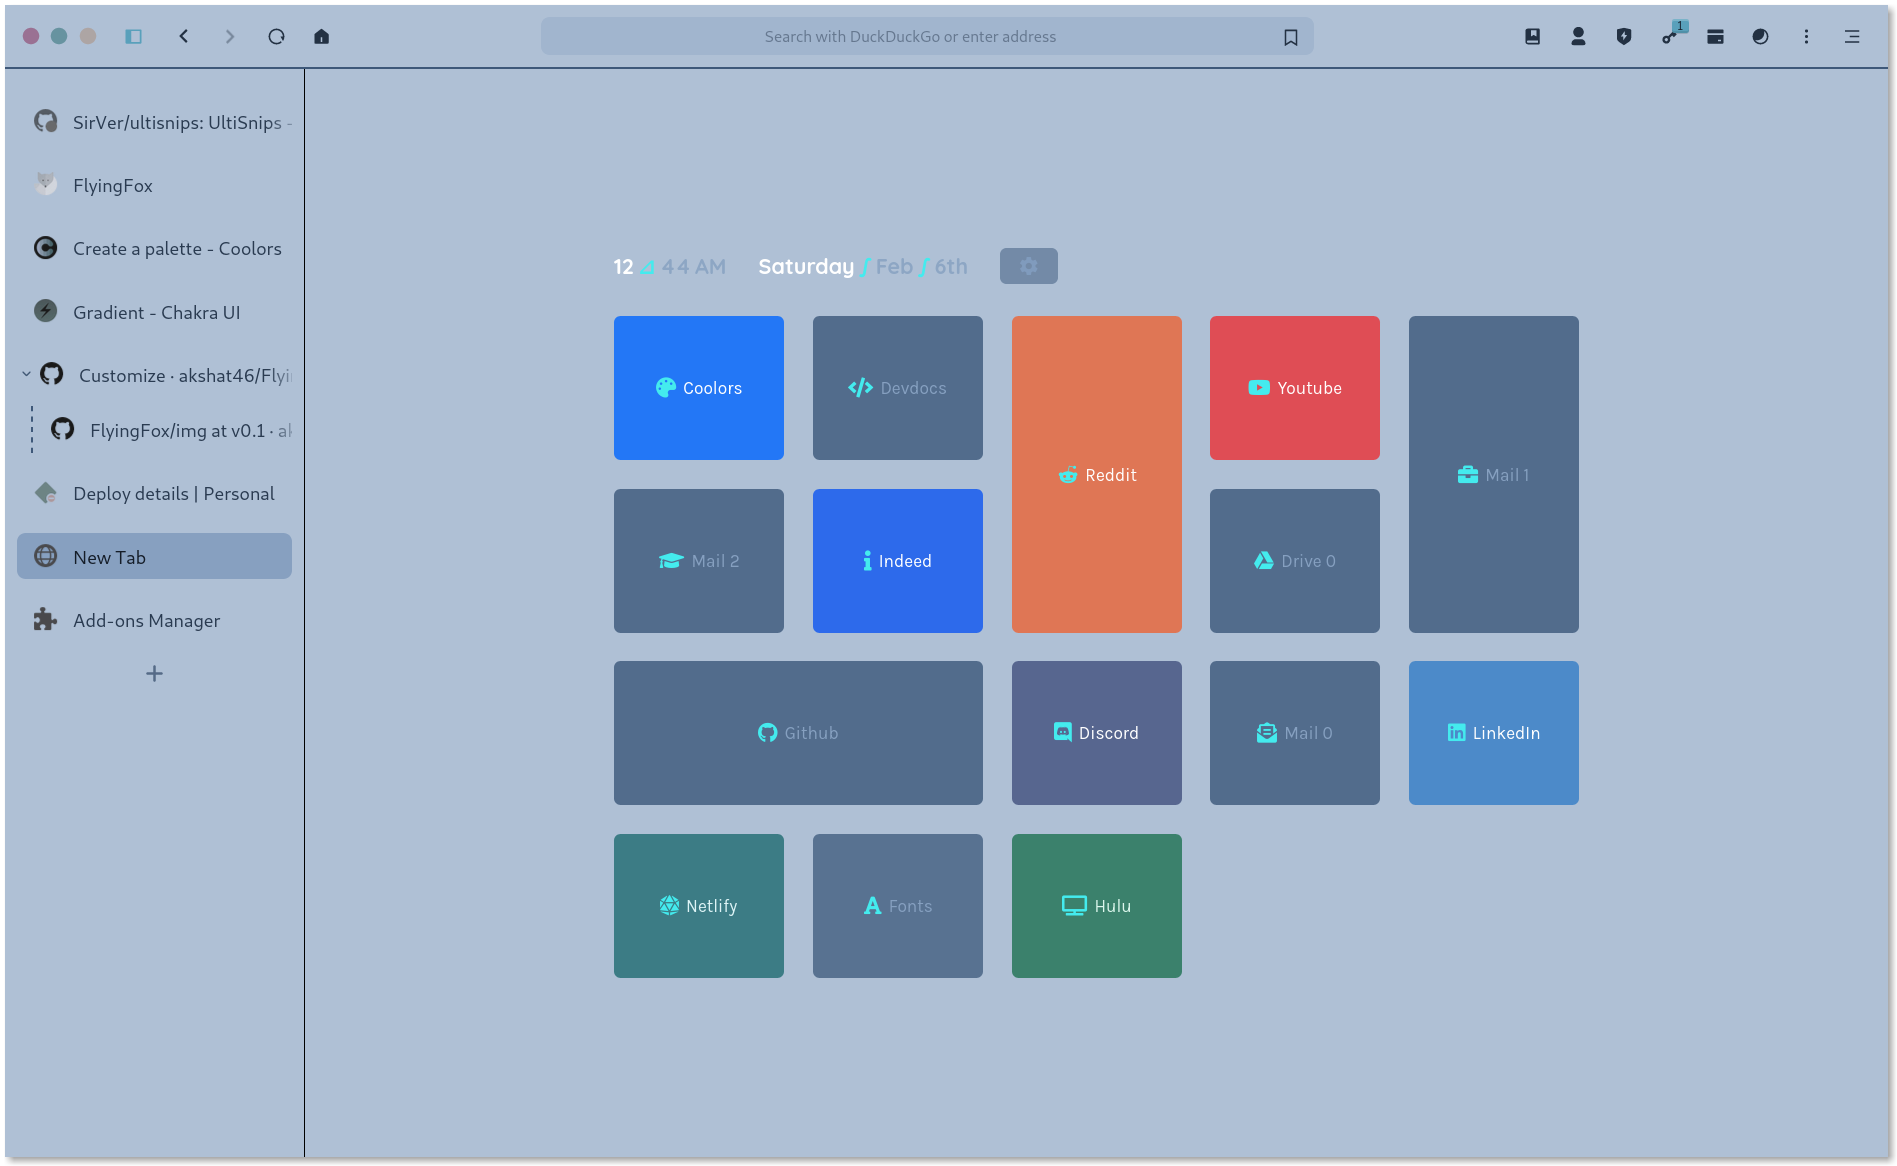 Search with DuckDuckGo or enter address
1
SirVer/ultisnips: UltiSnips -
FlyingFox
Create a palette - Coolors
Gradient - Chakra UI
Customize · akshat46/Flyi
FlyingFox/img at v0.1 · ak
Deploy details | Personal
New Tab
Add-ons Manager
12 44 AM Saturday Feb 6th
Coolors
Devdocs
Reddit
Youtube
Mail 1
Mail 2
Indeed
Drive 0
Github
Discord
Mail 0
LinkedIn
Netlify
Fonts
Hulu